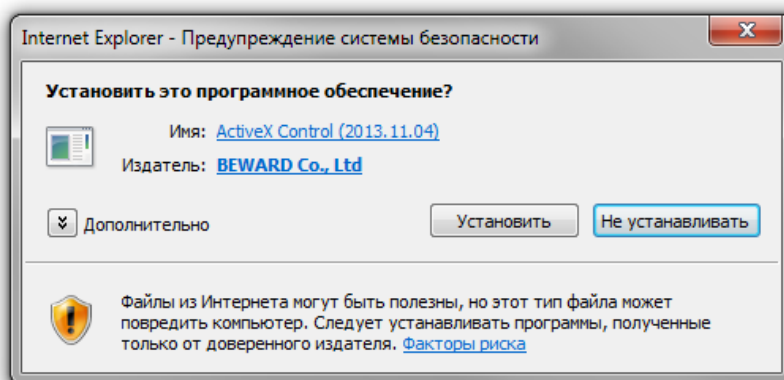 Internet Explorer - Предупреждение системы безопасности
Установить это программное обеспечение?
Имя: ActiveX Control (2013.11.04)
Издатель: BEWARD Co., Ltd
Дополнительно Установить Не устанавливать
Файлы из Интернета могут быть полезны, но этот тип файла может
повредить компьютер. Следует устанавливать программы, полученные
только от доверенного издателя. Факторы риска